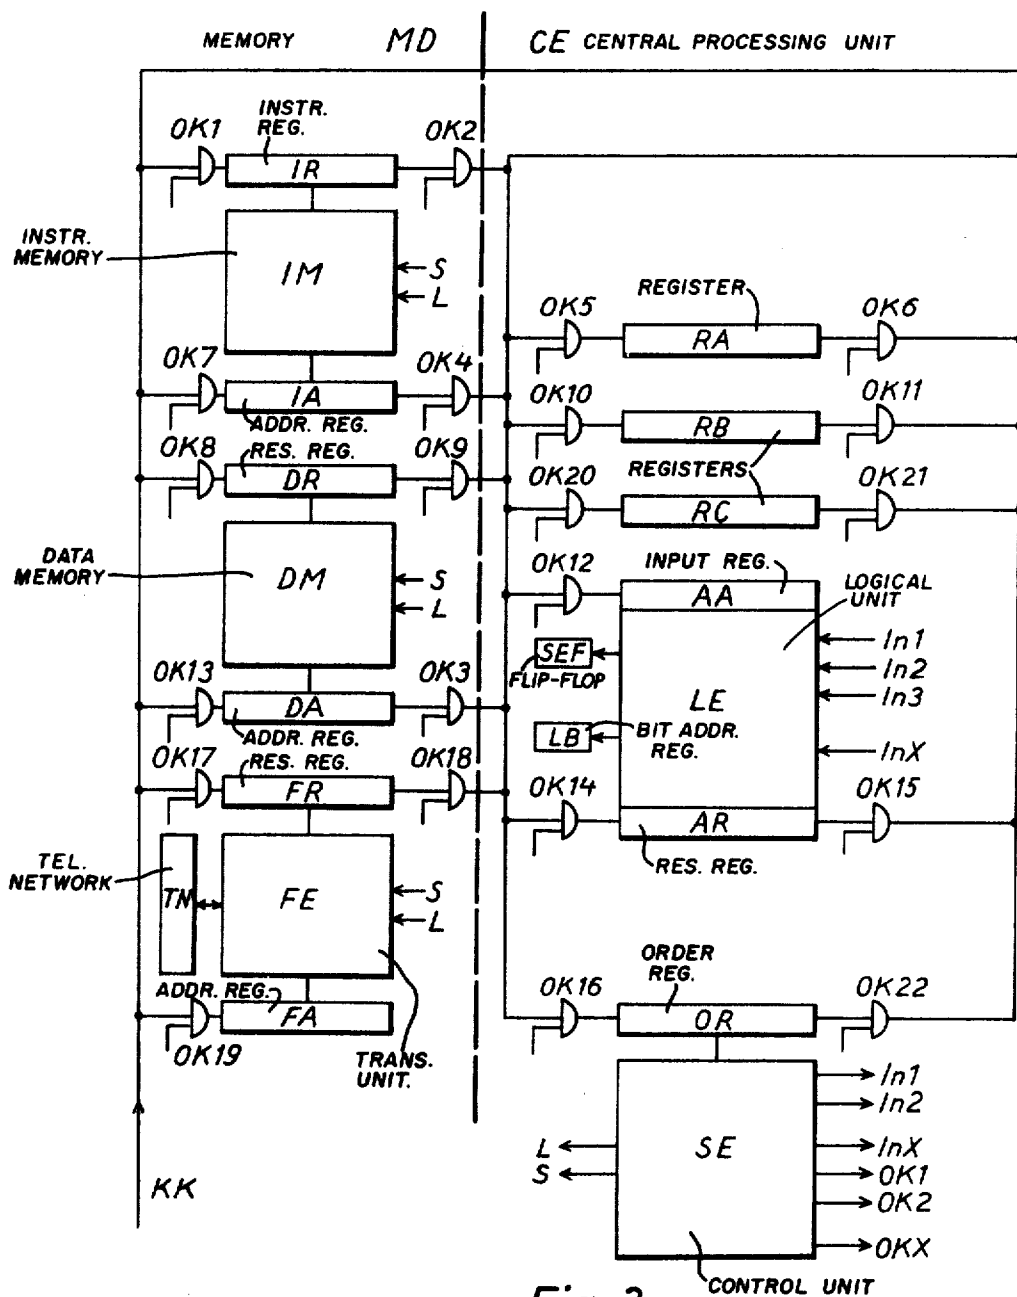 MEMORY MD CE CENTRAL PROCESSING UNIT
INSTR.
REG.
OK1
OK2
IR
INSTR.
MEMORY
IM
S
L
OK7
OK4
IA
ADDR. REG.
OK8
RES. REG.
OK9
DR
DATA
MEMORY
DM
S
L
OK13
OK3
DA
ADDR. REG.
OK17
RES. REG.
OK18
FR
TEL.
NETWORK
TN
FE
S
L
ADDR. REG.
FA
OK19
TRANS.
UNIT.
KK
REGISTER
OK5
OK6
RA
OK10
OK11
RB
REGISTERS
OK20
OK21
RC
OK12
INPUT REG.
AA
LOGICAL
UNIT
SEF
FLIP-FLOP
In1
In2
In3
LE
LB
BIT ADDR.
REG.
InX
OK14
OK15
AR
RES. REG.
ORDER
REG.
OK16
OK22
OR
In1
In2
L
S
SE
InX
OK1
OK2
OKX
CONTROL UNIT